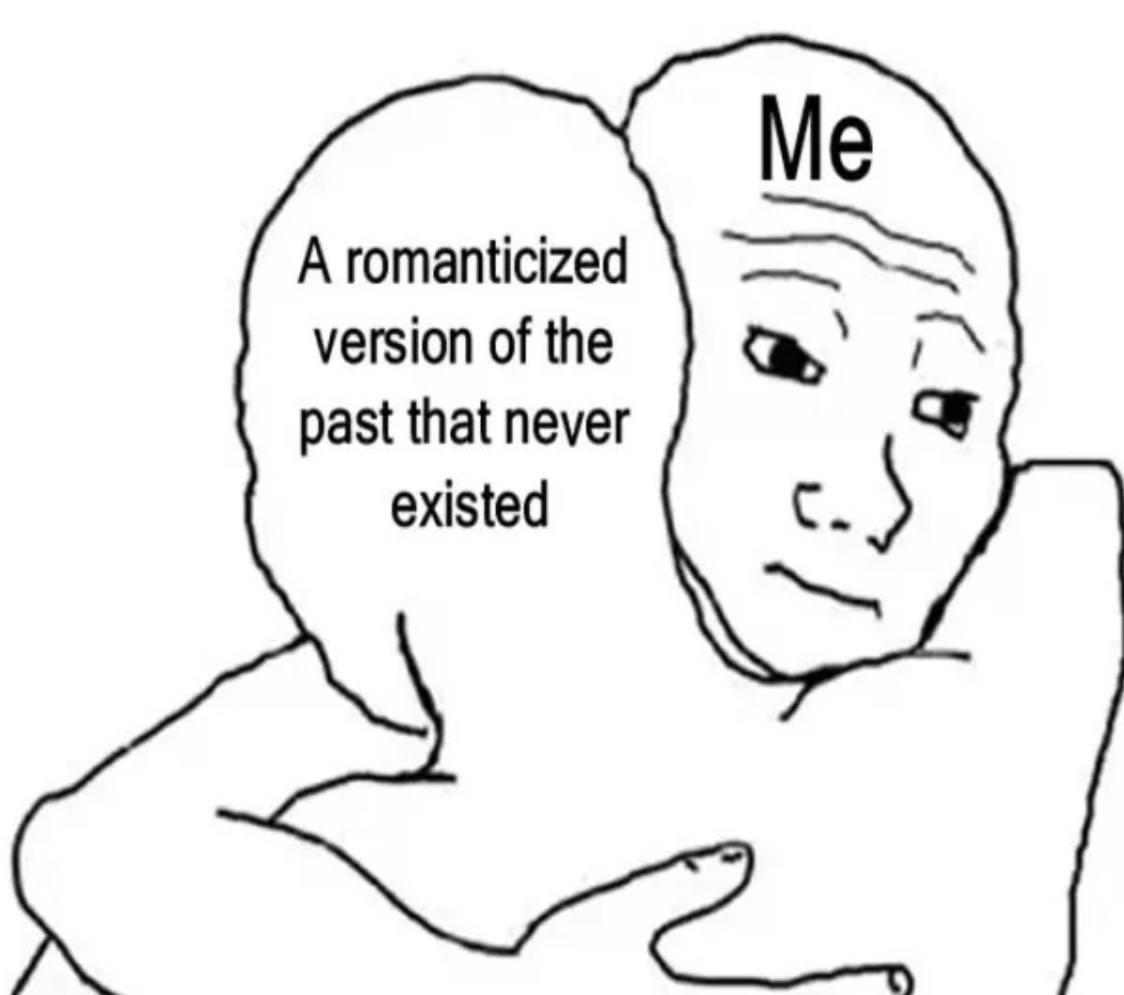 Me
A romanticized
version of the
past that never
existed